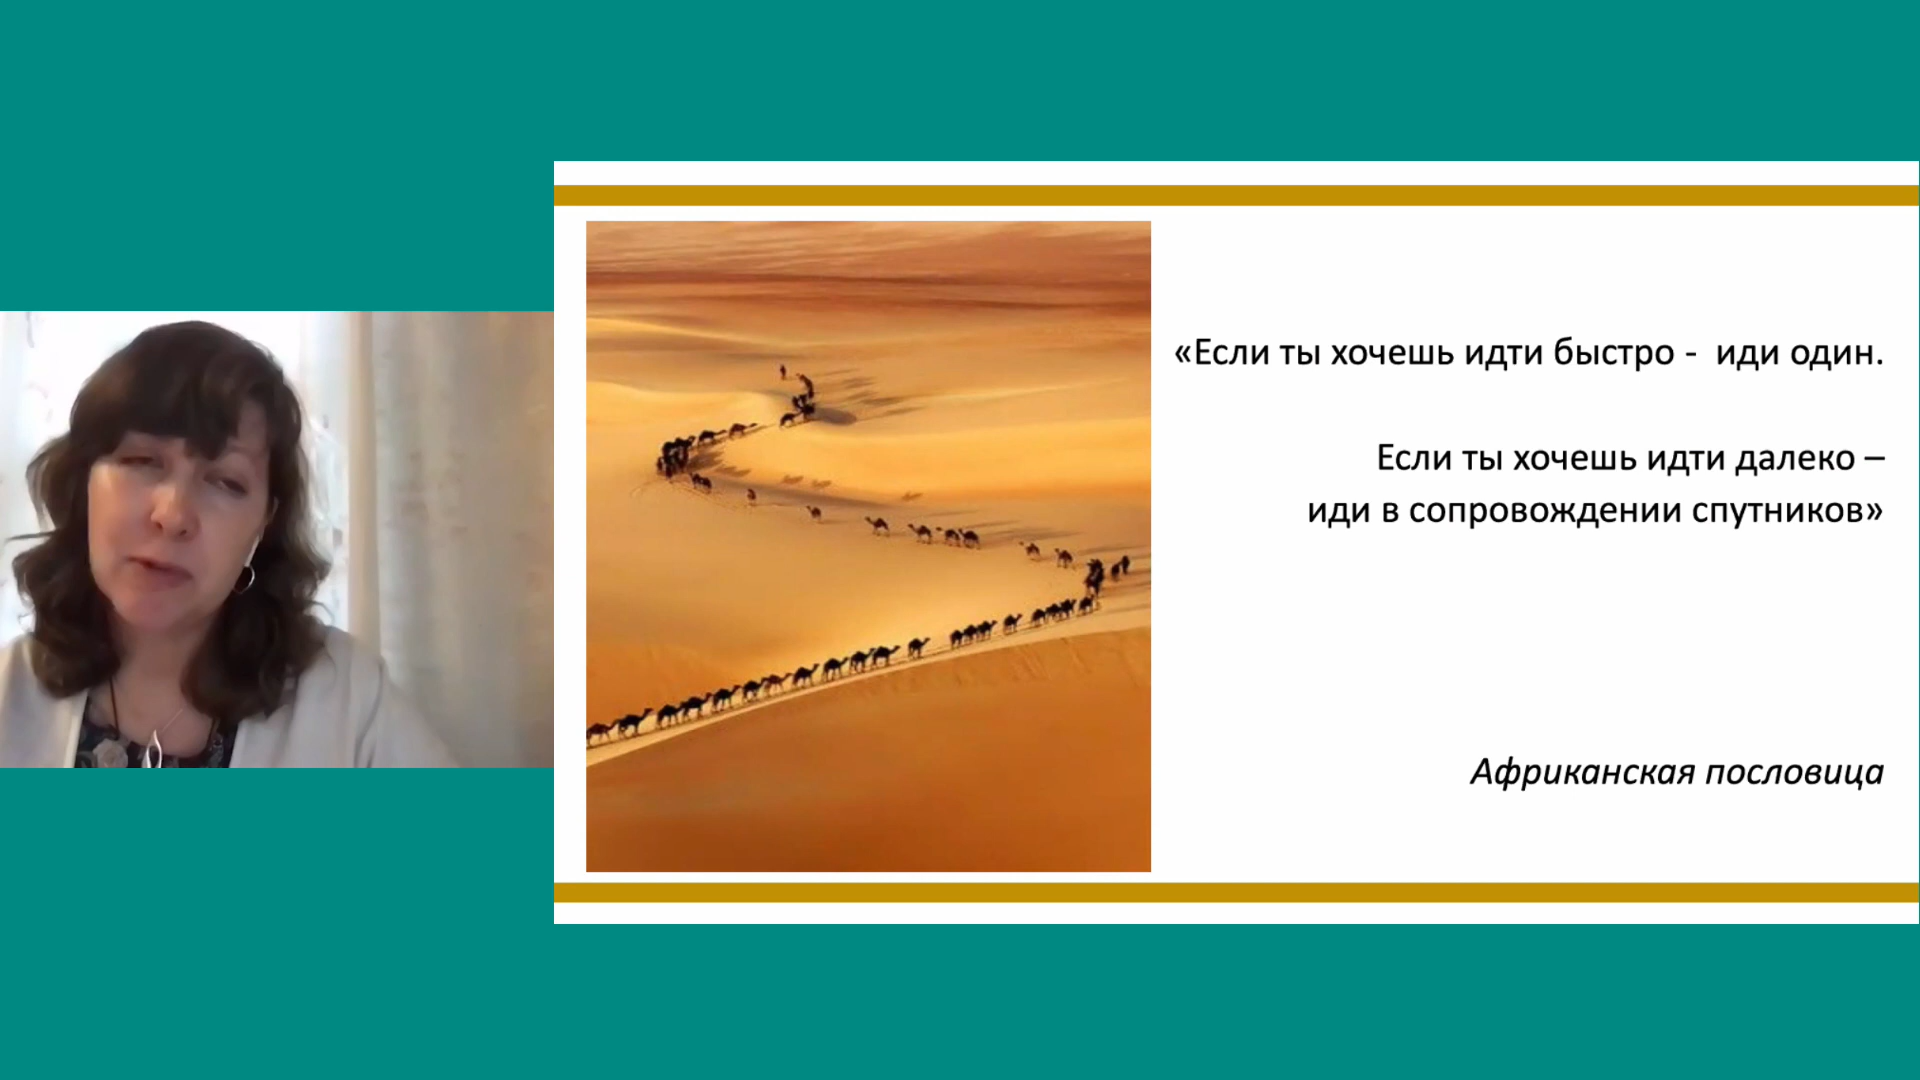 «Если ты хочешь идти быстро -  иди один.
Если ты хочешь идти далеко –
иди в сопровождении спутников»
Африканская пословица